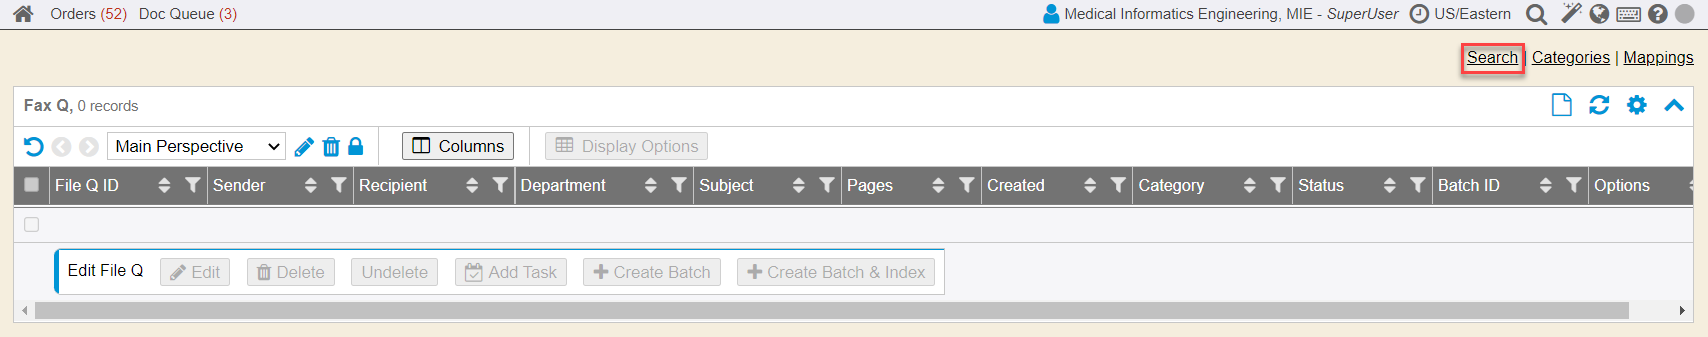 Orders (52) Doc Queue (3) Medical Informatics Engineering, MIE - SuperUser US/Eastern
Search | Categories | Mappings
Fax Q, 0 records
Main Perspective Columns Display Options
File Q ID Sender Recipient Department Subject Pages Created Category Status Batch ID Options
Edit File Q Edit Delete Undelete Add Task Create Batch Create Batch & Index